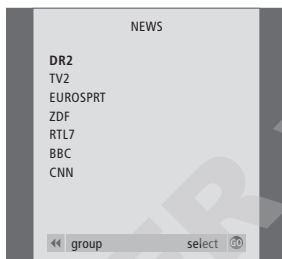 NEWS
DR2
TV2
EUROSPRT
ZDF
RTL7
BBC
CNN
group select GO